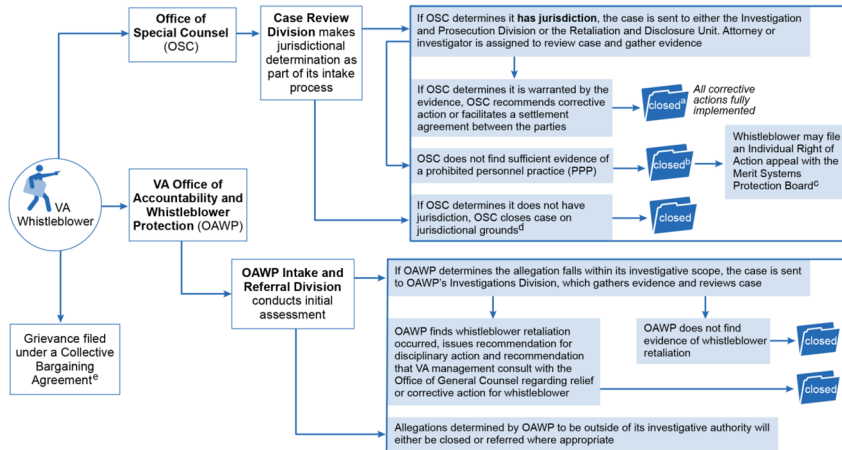 Office of
Special Counsel
(OSC)
Case Review
Division makes
jurisdictional
determination as
part of its intake
process
If OSC determines it has jurisdiction, the case is sent to either the Investigation
and Prosecution Division or the Retaliation and Disclosure Unit. Attorney or
investigator is assigned to review case and gather evidence
If OSC determines it is warranted by the
evidence, OSC recommends corrective
action or facilitates a settlement
agreement between the parties
closedª
All corrective
actions fully
implemented
OSC does not find sufficient evidence of
a prohibited personnel practice (PPP)
closedᵇ
Whistleblower may file
an Individual Right of
Action appeal with the
Merit Systems
Protection Boardᶜ
If OSC determines it does not have
jurisdiction, OSC closes case on
jurisdictional groundsᵈ
closed
VA
Whistleblower
VA Office of
Accountability and
Whistleblower
Protection (OAWP)
OAWP Intake and
Referral Division
conducts initial
assessment
If OAWP determines the allegation falls within its investigative scope, the case is sent
to OAWP's Investigations Division, which gathers evidence and reviews case
OAWP finds whistleblower retaliation
occurred, issues recommendation for
disciplinary action and recommendation
that VA management consult with the
Office of General Counsel regarding relief
or corrective action for whistleblower
closed
OAWP does not find
evidence of whistleblower
retaliation
closed
Allegations determined by OAWP to be outside of its investigative authority will
either be closed or referred where appropriate
Grievance filed
under a Collective
Bargaining
Agreementᵉ